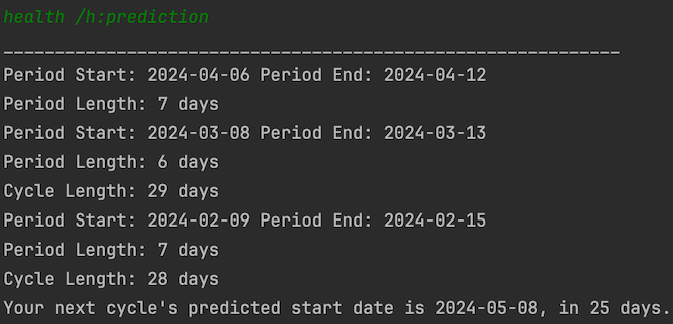 health /h:prediction
____________________________________________________________
Period Start: 2024-04-06 Period End: 2024-04-12
Period Length: 7 days
Period Start: 2024-03-08 Period End: 2024-03-13
Period Length: 6 days
Cycle Length: 29 days
Period Start: 2024-02-09 Period End: 2024-02-15
Period Length: 7 days
Cycle Length: 28 days
Your next cycle's predicted start date is 2024-05-08, in 25 days.